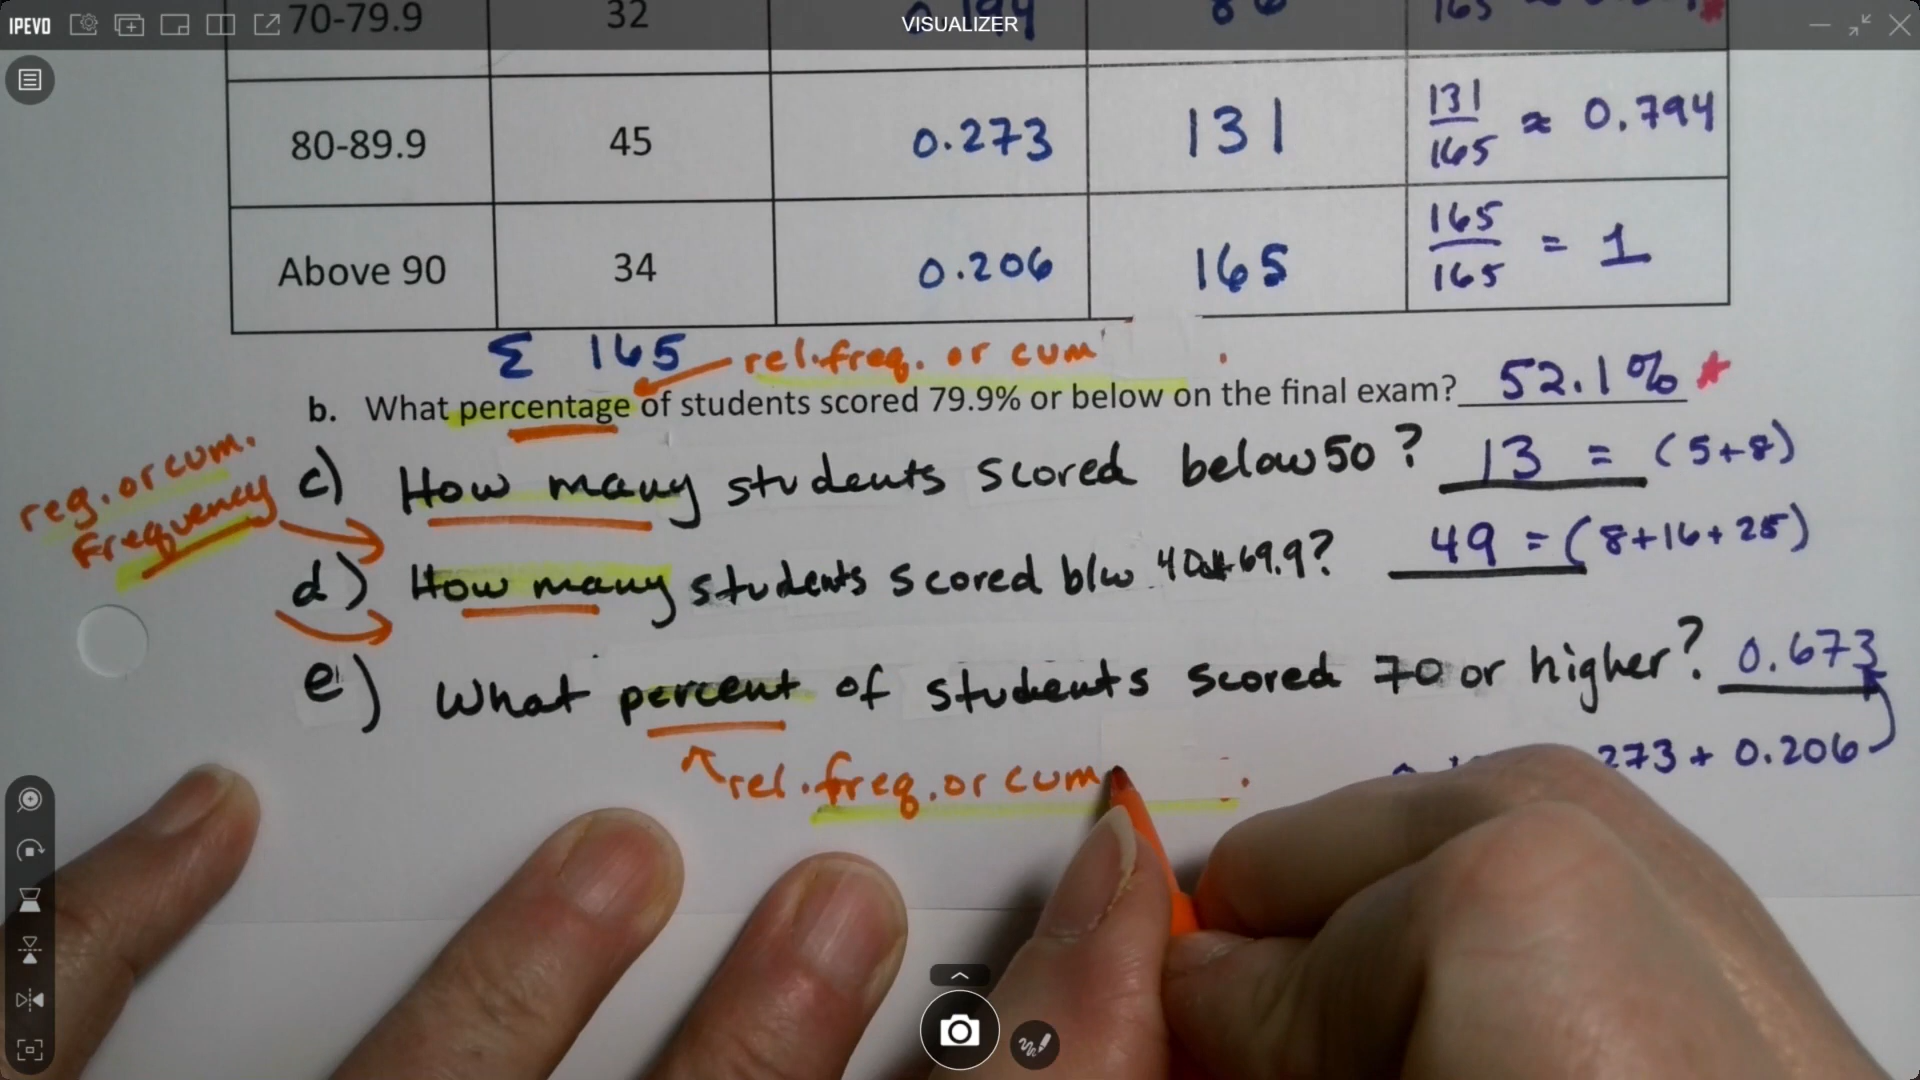 IPEVO VISUALIZER
70-79.9 32 0.194 86 165
80-89.9 45 0.273 131 131/165 ≈ 0.794
Above 90 34 0.206 165 165/165 = 1
Σ 165 rel.freq. or cum
b. What percentage of students scored 79.9% or below on the final exam? 52.1% *
reg. or cum. frequency
c) How many students scored below 50? 13 = (5+8)
d) How many students scored b/w 40 + 69.9? 49 = (8+16+25)
e) What percent of students scored 70 or higher? 0.673
273 + 0.206
rel.freq. or cum